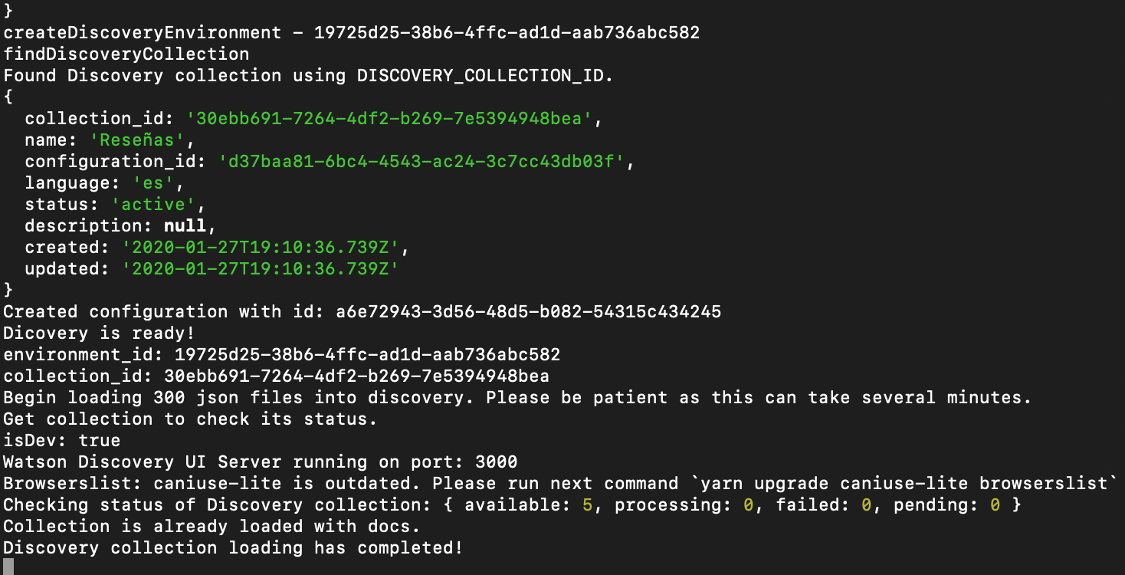 }
createDiscoveryEnvironment - 19725d25-38b6-4ffc-ad1d-aab736abc582
findDiscoveryCollection
Found Discovery collection using DISCOVERY_COLLECTION_ID.
{
  collection_id: '30ebb691-7264-4df2-b269-7e5394948bea',
  name: 'Reseñas',
  configuration_id: 'd37baa81-6bc4-4543-ac24-3c7cc43db03f',
  language: 'es',
  status: 'active',
  description: null,
  created: '2020-01-27T19:10:36.739Z',
  updated: '2020-01-27T19:10:36.739Z'
}
Created configuration with id: a6e72943-3d56-48d5-b082-54315c434245
Dicovery is ready!
environment_id: 19725d25-38b6-4ffc-ad1d-aab736abc582
collection_id: 30ebb691-7264-4df2-b269-7e5394948bea
Begin loading 300 json files into discovery. Please be patient as this can take several minutes.
Get collection to check its status.
isDev: true
Watson Discovery UI Server running on port: 3000
Browserslist: caniuse-lite is outdated. Please run next command `yarn upgrade caniuse-lite browserslist`
Checking status of Discovery collection: { available: 5, processing: 0, failed: 0, pending: 0 }
Collection is already loaded with docs.
Discovery collection loading has completed!